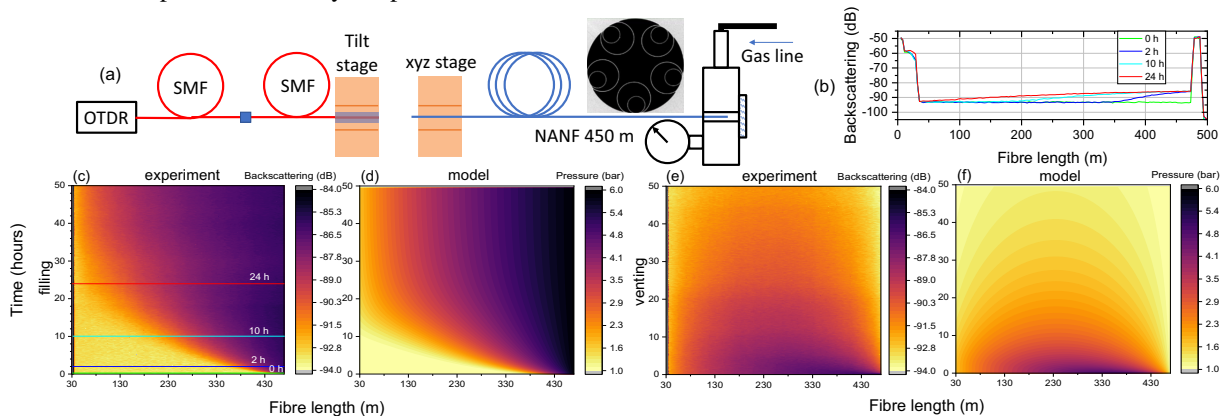 (a)
OTDR
SMF
SMF
Tilt
stage
xyz stage
NANF 450 m
Gas line
(b)
Backscattering (dB)
-50
-60
-70
-80
-90
-100
0 h
2 h
10 h
24 h
0
100
200
300
400
500
Fibre length (m)
(c)
experiment
Backscattering (dB)
-84.0
-85.3
-86.5
-87.8
-89.0
-90.3
-91.5
-92.8
-94.0
Time (hours)
filling
50
40
30
20
10
0
24 h
10 h
2 h
0 h
30
130
230
330
430
(d)
model
Pressure (bar)
6.0
5.4
4.8
4.1
3.5
2.9
2.3
1.6
1.0
50
40
30
20
10
0
30
130
230
330
430
Fibre length (m)
(e)
experiment
Backscattering (dB)
-84.0
-85.3
-86.5
-87.8
-89.0
-90.3
-91.5
-92.8
-94.0
venting
50
40
30
20
10
0
30
130
230
330
430
(f)
model
Pressure (bar)
6.0
5.4
4.8
4.1
3.5
2.9
2.3
1.6
1.0
50
40
30
20
10
0
30
130
230
330
430
Fibre length (m)